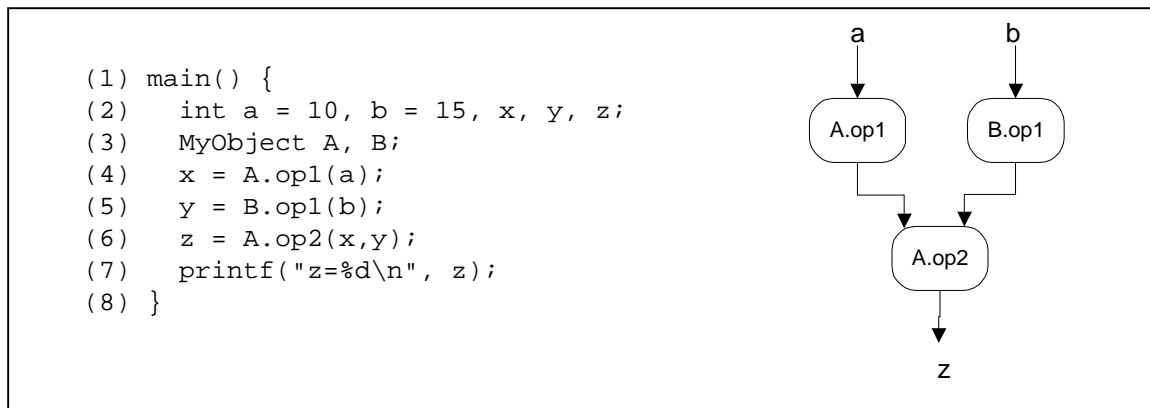 (1) main() {
(2)   int a = 10, b = 15, x, y, z;
(3)   MyObject A, B;
(4)   x = A.op1(a);
(5)   y = B.op1(b);
(6)   z = A.op2(x,y);
(7)   printf("z=%d\n", z);
(8) }
a b
A.op1 B.op1
A.op2
z